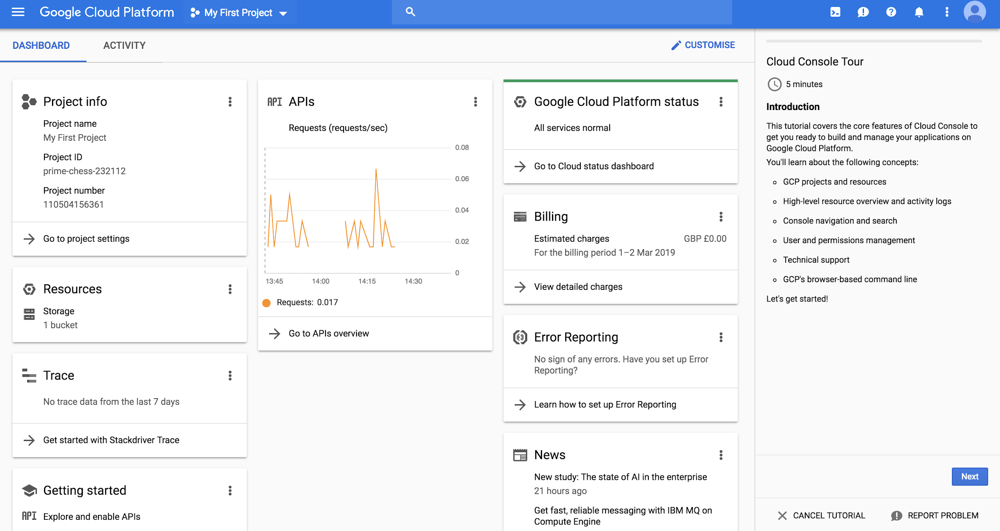 Google Cloud Platform
My First Project
DASHBOARD
ACTIVITY
CUSTOMISE
Project info
Project name
My First Project
Project ID
prime-chess-232112
Project number
110504156361
Go to project settings
Resources
Storage
1 bucket
Trace
No trace data from the last 7 days
Get started with Stackdriver Trace
Getting started
API Explore and enable APIs
API APIs
Requests (requests/sec)
0.08
0.06
0.04
0.02
0
13:45 14:00 14:15 14:30
Requests: 0.017
Go to APIs overview
Google Cloud Platform status
All services normal
Go to Cloud status dashboard
Billing
Estimated charges GBP £0.00
For the billing period 1–2 Mar 2019
View detailed charges
Error Reporting
No sign of any errors. Have you set up Error
Reporting?
Learn how to set up Error Reporting
News
New study: The state of AI in the enterprise
21 hours ago
Get fast, reliable messaging with IBM MQ on
Compute Engine
Cloud Console Tour
5 minutes
Introduction
This tutorial covers the core features of Cloud Console to
get you ready to build and manage your applications on
Google Cloud Platform.
You'll learn about the following concepts:
GCP projects and resources
High-level resource overview and activity logs
Console navigation and search
User and permissions management
Technical support
GCP's browser-based command line
Let's get started!
Next
CANCEL TUTORIAL
REPORT PROBLEM